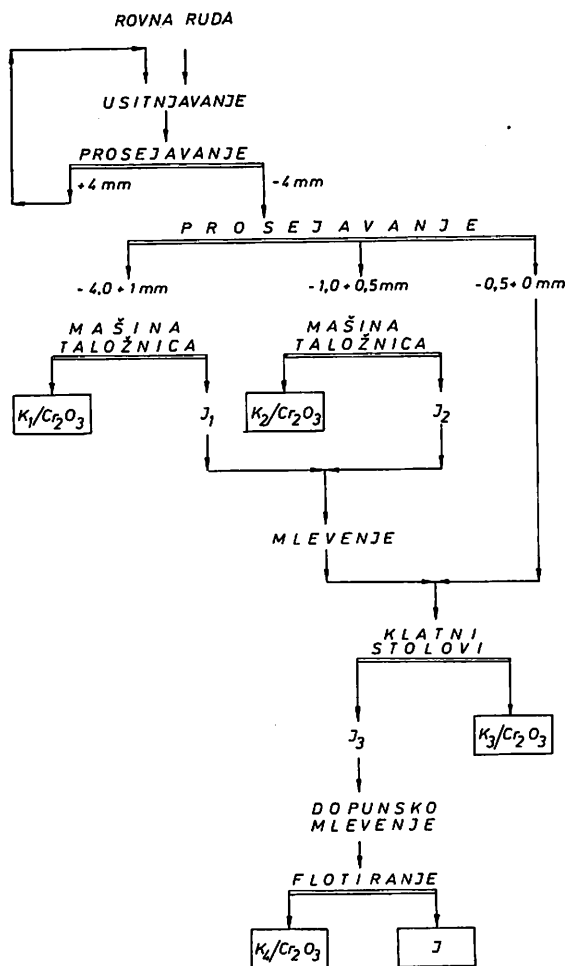 ROVNA RUDA
USITNJAVANJE
PROSEJAVANJE
+4 mm
-4 mm
PROSEJAVANJE
- 4,0 + 1 mm
-1,0 + 0,5 mm
-0,5 + 0 mm
MAŠINA
TALOŽNICA
MAŠINA
TALOŽNICA
K₁/Cr₂O₃
J₁
K₂/Cr₂O₃
J₂
MLEVENJE
KLATNI
STOLOVI
J₃
K₃/Cr₂O₃
DOPUNSKO
MLEVENJE
FLOTIRANJE
K₄/Cr₂O₃
J